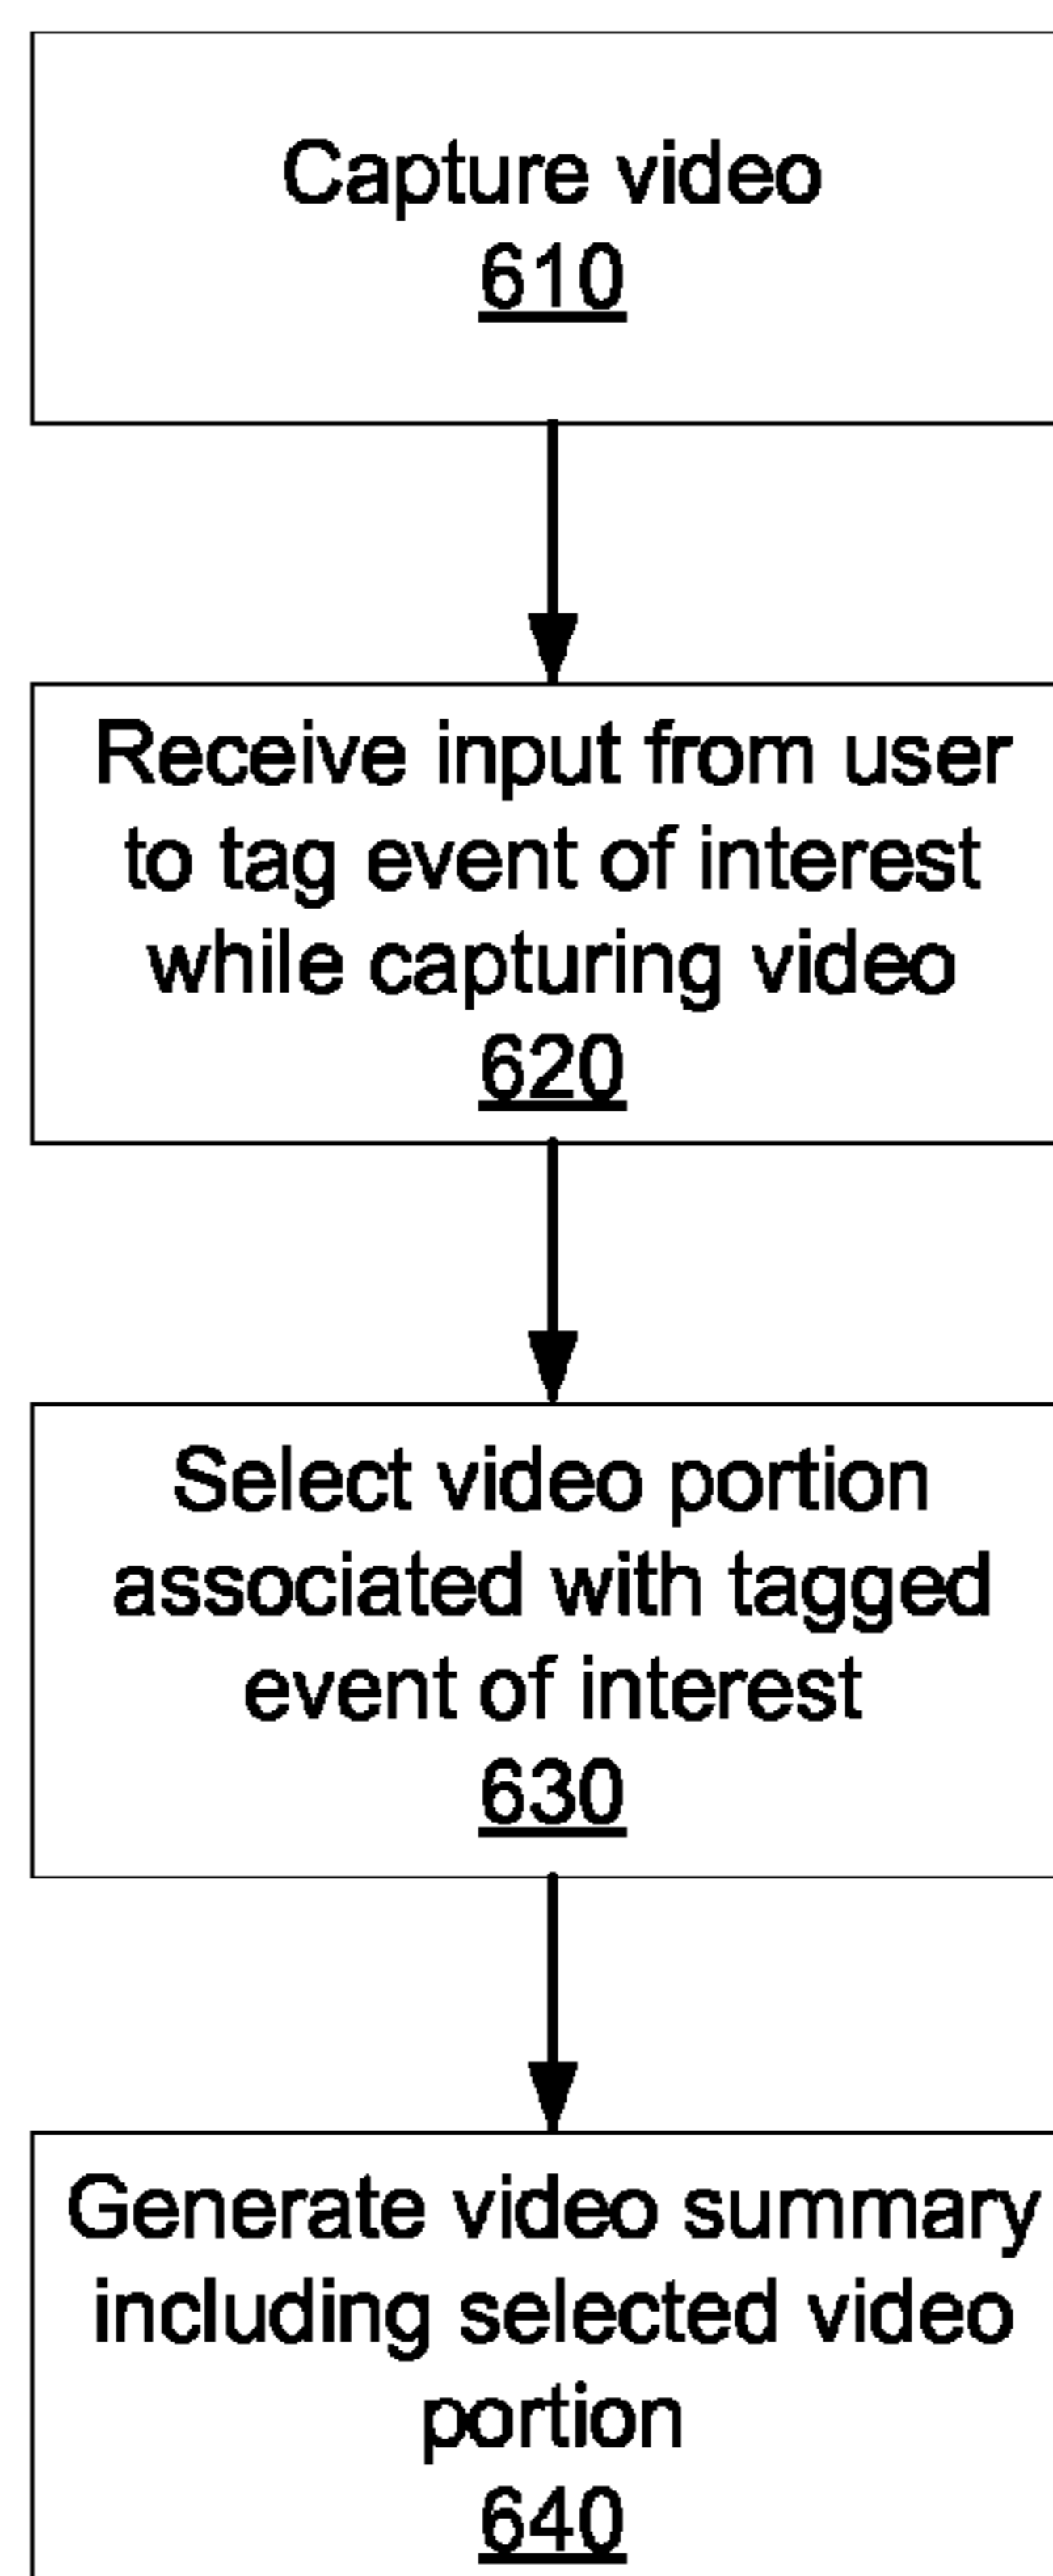 Capture video
610
Receive input from user
to tag event of interest
while capturing video
620
Select video portion
associated with tagged
event of interest
630
Generate video summary
including selected video
portion
640